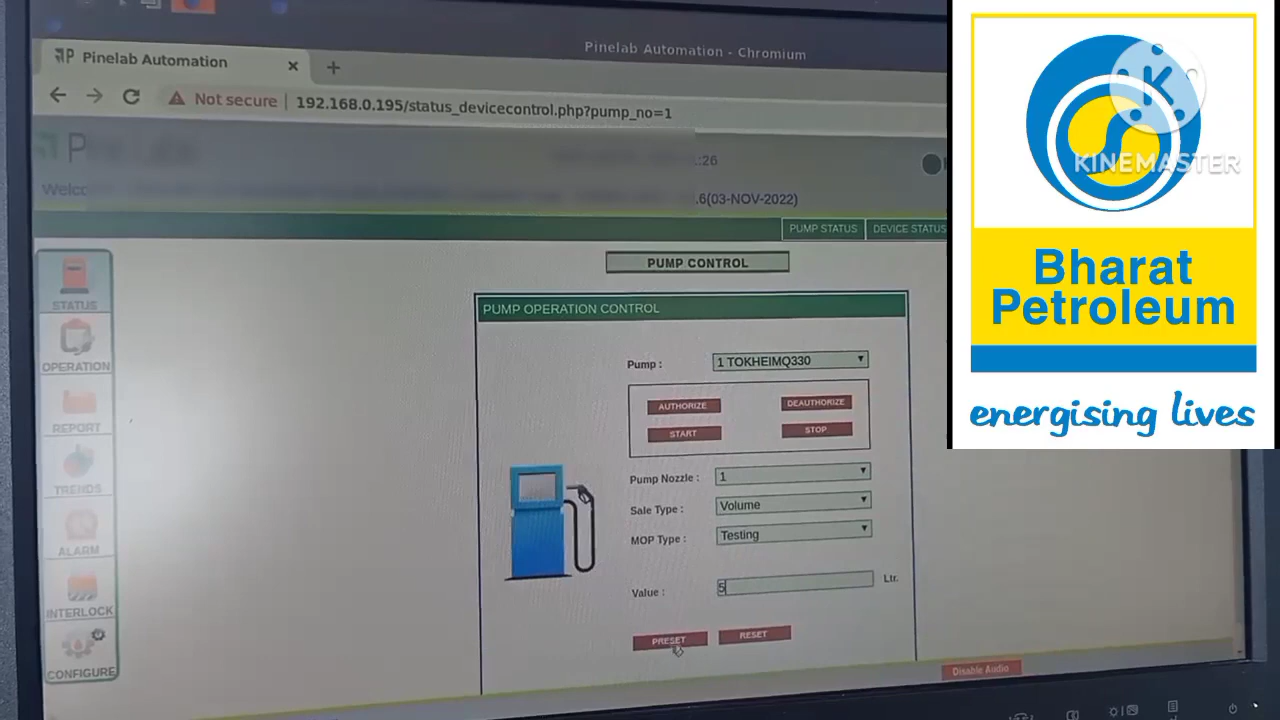 Pinelab Automation - Chromium
Pinelab Automation
Not secure
192.168.0.195/status_devicecontrol.php?pump_no=1
:26
Welc
.6(03-NOV-2022)
PUMP STATUS
DEVICE STATUS
PUMP CONTROL
PUMP OPERATION CONTROL
Pump :
1 TOKHEIMQ330
AUTHORIZE
DEAUTHORIZE
START
STOP
Pump Nozzle :
1
Sale Type :
Volume
MOP Type :
Testing
Value :
5
Ltr.
PRESET
RESET
Disable Audio
STATUS
OPERATION
REPORT
TRENDS
ALARM
INTERLOCK
CONFIGURE
KINEMASTER
Bharat
Petroleum
energising lives